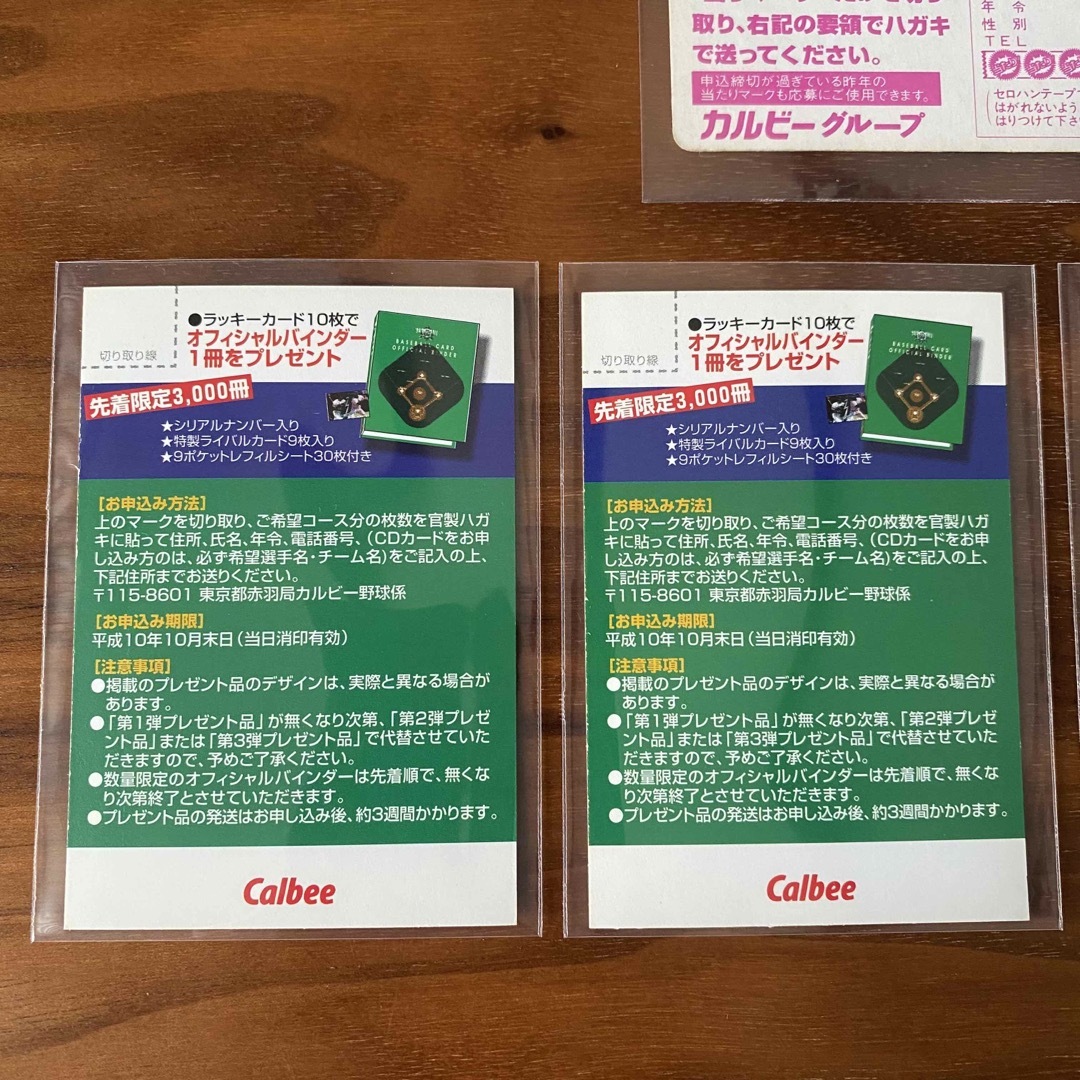 取り、右記の要領でハガキ
で送ってください。
申込締切が過ぎている昨年の
当たりマークも応募にご使用できます。
カルビーグループ
年 令
性 別
TEL
セロハンテープで
はがれないよう
はりつけて下さ
●ラッキーカード10枚で
オフィシャルバインダー
1冊をプレゼント
切り取り線
BASEBALL CARD
OFFICIAL BINDER
先着限定3,000冊
★シリアルナンバー入り
★特製ライバルカード9枚入り
★9ポケットレフィルシート30枚付き
[お申込み方法]
上のマークを切り取り、ご希望コース分の枚数を官製ハガ
キに貼って住所、氏名、年令、電話番号、(CDカードをお申
し込み方のは、必ず希望選手名・チーム名)をご記入の上、
下記住所までお送りください。
〒115-8601 東京都赤羽局カルビー野球係
[お申込み期限]
平成10年10月末日(当日消印有効)
[注意事項]
●掲載のプレゼント品のデザインは、実際と異なる場合が
あります。
●「第1弾プレゼント品」が無くなり次第、「第2弾プレゼ
ント品」または「第3弾プレゼント品」で代替させていた
だきますので、予めご了承ください。
●数量限定のオフィシャルバインダーは先着順で、無くな
り次第終了とさせていただきます。
●プレゼント品の発送はお申し込み後、約3週間かかります。
Calbee
●ラッキーカード10枚で
オフィシャルバインダー
1冊をプレゼント
切り取り線
BASEBALL CARD
OFFICIAL BINDER
先着限定3,000冊
★シリアルナンバー入り
★特製ライバルカード9枚入り
★9ポケットレフィルシート30枚付き
[お申込み方法]
上のマークを切り取り、ご希望コース分の枚数を官製ハガ
キに貼って住所、氏名、年令、電話番号、(CDカードをお申
し込み方のは、必ず希望選手名・チーム名)をご記入の上、
下記住所までお送りください。
〒115-8601 東京都赤羽局カルビー野球係
[お申込み期限]
平成10年10月末日(当日消印有効)
[注意事項]
●掲載のプレゼント品のデザインは、実際と異なる場合が
あります。
●「第1弾プレゼント品」が無くなり次第、「第2弾プレゼ
ント品」または「第3弾プレゼント品」で代替させていた
だきますので、予めご了承ください。
●数量限定のオフィシャルバインダーは先着順で、無くな
り次第終了とさせていただきます。
●プレゼント品の発送はお申し込み後、約3週間かかります。
Calbee